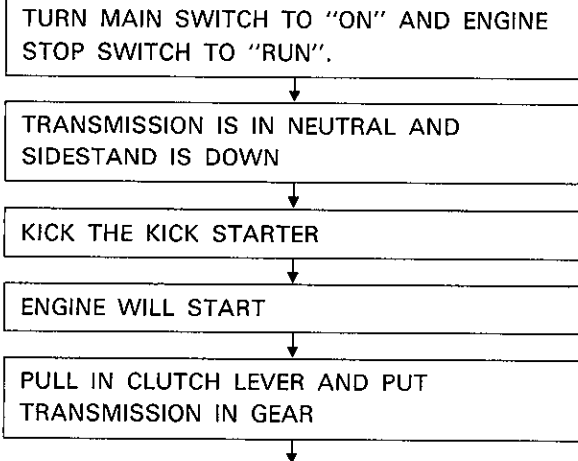 TURN MAIN SWITCH TO "ON" AND ENGINE
STOP SWITCH TO "RUN".
TRANSMISSION IS IN NEUTRAL AND
SIDESTAND IS DOWN
KICK THE KICK STARTER
ENGINE WILL START
PULL IN CLUTCH LEVER AND PUT
TRANSMISSION IN GEAR